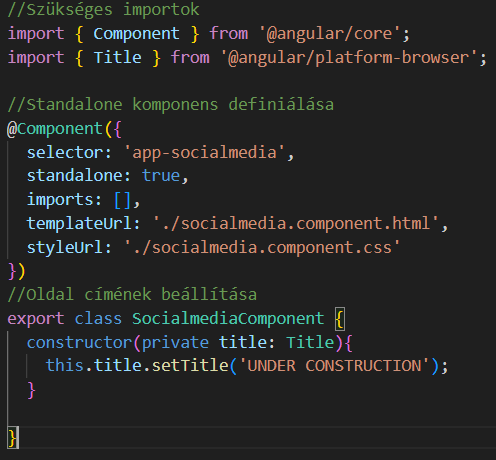 //Szükséges importok
import { Component } from '@angular/core';
import { Title } from '@angular/platform-browser';
//Standalone komponens definiálása
@Component({
selector: 'app-socialmedia',
standalone: true,
imports: [],
templateUrl: './socialmedia.component.html',
styleUrl: './socialmedia.component.css'
})
//Oldal címének beállítása
export class SocialmediaComponent {
constructor(private title: Title){
this.title.setTitle('UNDER CONSTRUCTION');
}
}